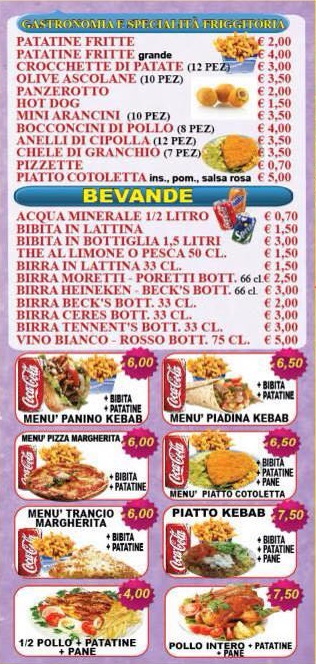 GASTRONOMIA E SPECIALITÀ FRIGGITORIA
PATATINE FRITTE € 2,00
PATATINE FRITTE grande € 4,00
CROCCHETTE DI PATATE (12 PEZ) € 3,00
OLIVE ASCOLANE (10 PEZ) € 3,50
PANZEROTTO € 2,00
HOT DOG € 1,50
MINI ARANCINI (10 PEZ) € 3,50
BOCCONCINI DI POLLO (8 PEZ) € 4,00
ANELLI DI CIPOLLA (12 PEZ) € 3,50
CHELE DI GRANCHIO (7 PEZ) € 3,50
PIZZETTE € 0,70
PIATTO COTOLETTA ins., pom., salsa rosa € 5,00
BEVANDE
ACQUA MINERALE 1/2 LITRO € 0,70
BIBITA IN LATTINA € 1,50
BIBITA IN BOTTIGLIA 1,5 LITRI € 3,00
THE AL LIMONE O PESCA 50 CL. € 1,50
BIRRA IN LATTINA 33 CL. € 1,50
BIRRA MORETTI - PORETTI BOTT. 66 cl. € 2,50
BIRRA HEINEKEN - BECK'S BOTT. 66 cl. € 3,00
BIRRA BECK'S BOTT. 33 CL. € 2,00
BIRRA CERES BOTT. 33 CL. € 3,00
BIRRA TENNENT'S BOTT. 33 CL. € 3,00
VINO BIANCO - ROSSO BOTT. 75 CL. € 5,00
Coca-Cola
6,00
+ BIBITA
+ PATATINE
MENU' PANINO KEBAB
Coca-Cola
6,50
+ BIBITA
+ PATATINE
MENU' PIADINA KEBAB
MENU' PIZZA MARGHERITA
6,00
Coca-Cola
+ BIBITA
+ PATATINE
6,50
Coca-Cola
+ BIBITA
+ PATATINE
+ PANE
MENU' PIATTO COTOLETTA
MENU' TRANCIO
MARGHERITA
6,00
Coca-Cola
+ BIBITA
+ PATATINE
PIATTO KEBAB
7,50
Coca-Cola
+ BIBITA
+ PATATINE
+ PANE
4,00
1/2 POLLO + PATATINE
+ PANE
7,50
POLLO INTERO + PATATINE
+ PANE